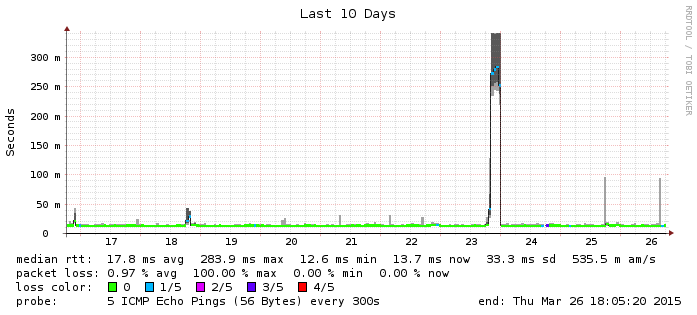 Last 10 Days
RRDTOOL / TOBI OETIKER
Seconds
300 m
250 m
200 m
150 m
100 m
50 m
0
17 18 19 20 21 22 23 24 25 26
median rtt: 17.8 ms avg 283.9 ms max 12.6 ms min 13.7 ms now 33.3 ms sd 535.5 m am/s
packet loss: 0.97 % avg 100.00 % max 0.00 % min 0.00 % now
loss color: 0 1/5 2/5 3/5 4/5
probe: 5 ICMP Echo Pings (56 Bytes) every 300s end: Thu Mar 26 18:05:20 2015